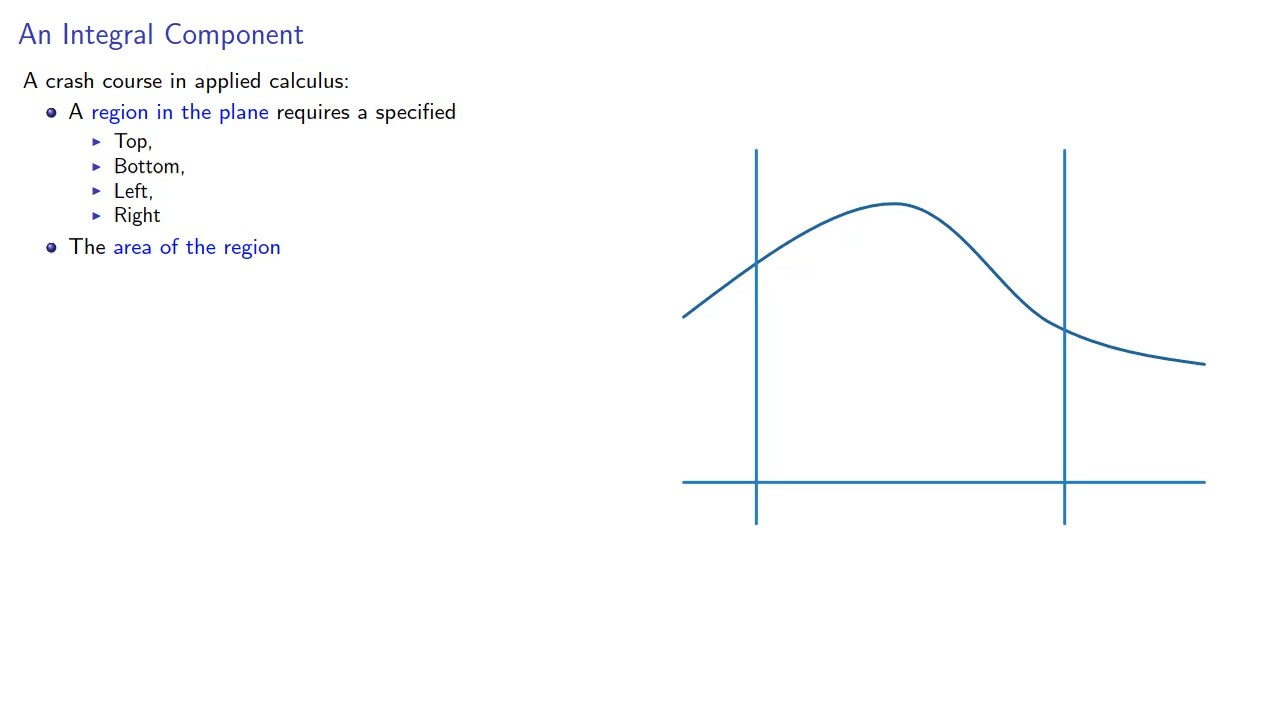 An Integral Component
A crash course in applied calculus:
A region in the plane requires a specified
Top,
Bottom,
Left,
Right
The area of the region